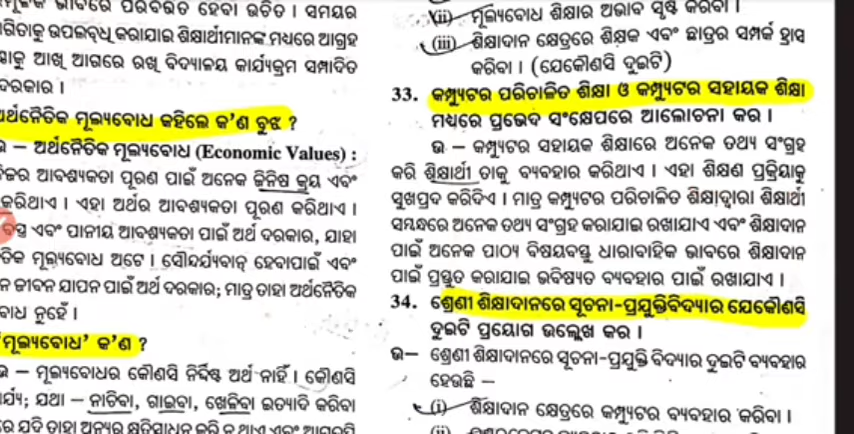 ଭାବରେ ପରିବର୍ତ୍ତିତ ହେବା ଉଚିତ । ସମୟର
ଉପଲବ୍ଧି କରାଯାଇ ଶିକ୍ଷାର୍ଥୀମାନଙ୍କ ମଧ୍ୟରେ ଆଗ୍ରହ
ଆଖି ଆଗରେ ରଖି ବିଦ୍ୟାଳୟ କାର୍ଯ୍ୟକ୍ରମ ସମ୍ପାଦିତ
ଦରକାର ।
ଅର୍ଥନୈତିକ ମୂଲ୍ୟବୋଧ କହିଲେ କ'ଣ ବୁଝ ?
– ଅର୍ଥନୈତିକ ମୂଲ୍ୟବୋଧ (Economic Values) :
ଆବଶ୍ୟକତା ପୂରଣ ପାଇଁ ଅନେକ ଜିନିଷ କ୍ରୟ ଏବଂ
କରିଥାଏ । ଏହା ଅର୍ଥର ଆବଶ୍ୟକତା ପୂରଣ କରିଥାଏ ।
ଏବଂ ପାନୀୟ ଆବଶ୍ୟକତା ପାଇଁ ଅର୍ଥ ଦରକାର, ଯାହା
ମୂଲ୍ୟବୋଧ ଅଟେ । ସୌନ୍ଦର୍ଯ୍ୟବାନ୍ ହେବାପାଇଁ ଏବଂ
ଜୀବନ ଯାପନ ପାଇଁ ଅର୍ଥ ଦରକାର; ମାତ୍ର ତାହା ଅର୍ଥନୈତିକ
ନୁହେଁ ।
ମୂଲ୍ୟବୋଧ' କ'ଣ ?
– ମୂଲ୍ୟବୋଧର କୌଣସି ନିର୍ଦ୍ଦିଷ୍ଟ ଅର୍ଥ ନାହିଁ । କୌଣସି
ଯଥା – ନାଚିବା, ଗାଇବା, ଖେଳିବା ଇତ୍ୟାଦି କରିବା
ଯଦି ତାହା ଅନ୍ୟର କ୍ଷତିସାଧନ କରି ନ ଥାଏ ଏବଂ
(ii) ମୂଲ୍ୟବୋଧ ଶିକ୍ଷାର ଅଭାବ ସୃଷ୍ଟି କରିବା ।
(iii) ଶିକ୍ଷାଦାନ କ୍ଷେତ୍ରରେ ଶିକ୍ଷକ ଏବଂ ଛାତ୍ରର ସମ୍ପର୍କ ହ୍ରାସ
କରିବା । (ଯେକୌଣସି ଦୁଇଟି)
33. କମ୍ପ୍ୟୁଟର ପରିଚାଳିତ ଶିକ୍ଷା ଓ କମ୍ପ୍ୟୁଟର ସହାୟକ ଶିକ୍ଷା
ମଧ୍ୟରେ ପ୍ରଭେଦ ସଂକ୍ଷେପରେ ଆଲୋଚନା କର ।
ଉ – କମ୍ପ୍ୟୁଟର ସହାୟକ ଶିକ୍ଷାରେ ଅନେକ ତଥ୍ୟ ସଂଗ୍ରହ
କରି ଶିକ୍ଷାର୍ଥୀ ତାକୁ ବ୍ୟବହାର କରିଥାଏ । ଏହା ଶିକ୍ଷଣ ପ୍ରକ୍ରିୟାକୁ
ସୁଖପ୍ରଦ କରିଦିଏ । ମାତ୍ର କମ୍ପ୍ୟୁଟର ପରିଚାଳିତ ଶିକ୍ଷାଦ୍ୱାରା ଶିକ୍ଷାର୍ଥୀ
ସମ୍ବନ୍ଧରେ ଅନେକ ତଥ୍ୟ ସଂଗ୍ରହ କରାଯାଇ ରଖାଯାଏ ଏବଂ ଶିକ୍ଷାଦାନ
ପାଇଁ ଅନେକ ପାଠ୍ୟ ବିଷୟବସ୍ତୁ ଧାରାବାହିକ ଭାବରେ ଶିକ୍ଷାଦାନ
ପାଇଁ ପ୍ରସ୍ତୁତ କରାଯାଇ ଭବିଷ୍ୟତ ବ୍ୟବହାର ପାଇଁ ରଖାଯାଏ ।
34. ଶ୍ରେଣୀ ଶିକ୍ଷାଦାନରେ ସୂଚନା-ପ୍ରଯୁକ୍ତିବିଦ୍ୟାର ଯେକୌଣସି
ଦୁଇଟି ପ୍ରୟୋଗ ଉଲ୍ଲେଖ କର ।
ଉ– ଶ୍ରେଣୀ ଶିକ୍ଷାଦାନରେ ସୂଚନା-ପ୍ରଯୁକ୍ତି ବିଦ୍ୟାର ଦୁଇଟି ବ୍ୟବହାର
ହେଉଛି –
(i) ଶିକ୍ଷାଦାନ କ୍ଷେତ୍ରରେ କମ୍ପ୍ୟୁଟର ବ୍ୟବହାର କରିବା ।
(ii)